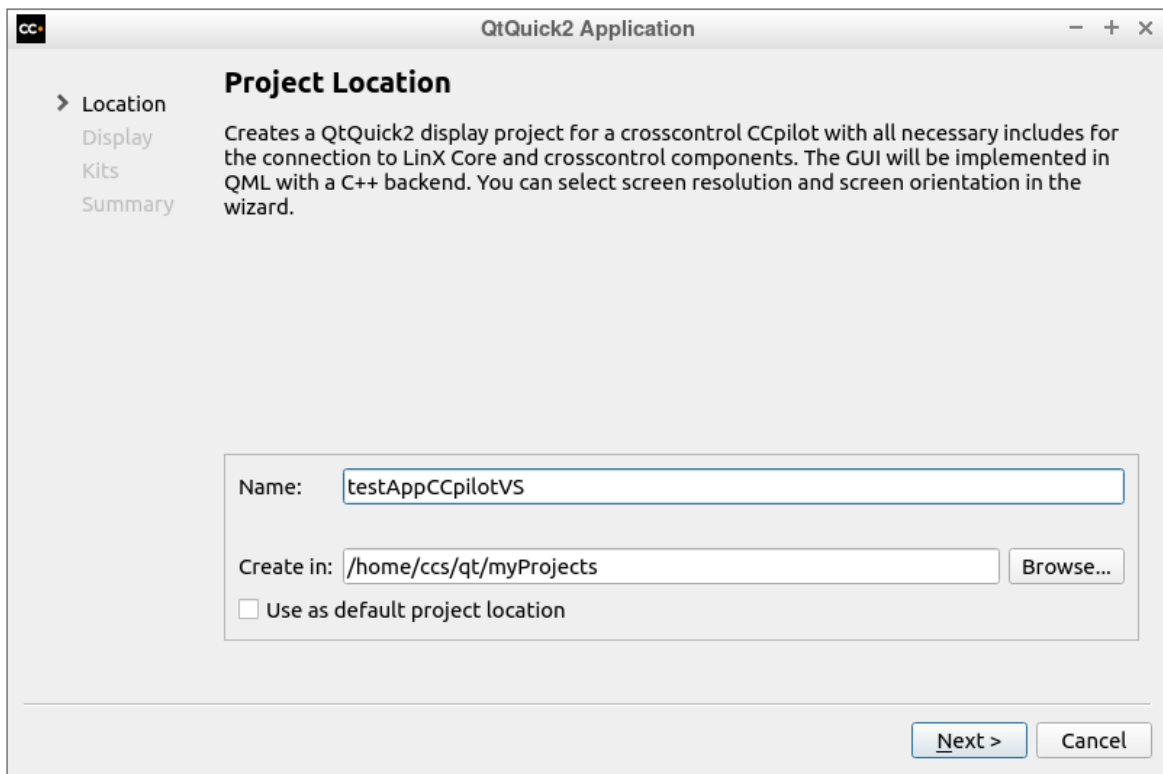 cc
QtQuick2 Application
Location
Display
Kits
Summary
Project Location
Creates a QtQuick2 display project for a crosscontrol CCpilot with all necessary includes for
the connection to LinX Core and crosscontrol components. The GUI will be implemented in
QML with a C++ backend. You can select screen resolution and screen orientation in the
wizard.
Name: testAppCCpilotVS
Create in: /home/ccs/qt/myProjects Browse...
Use as default project location
Next > Cancel